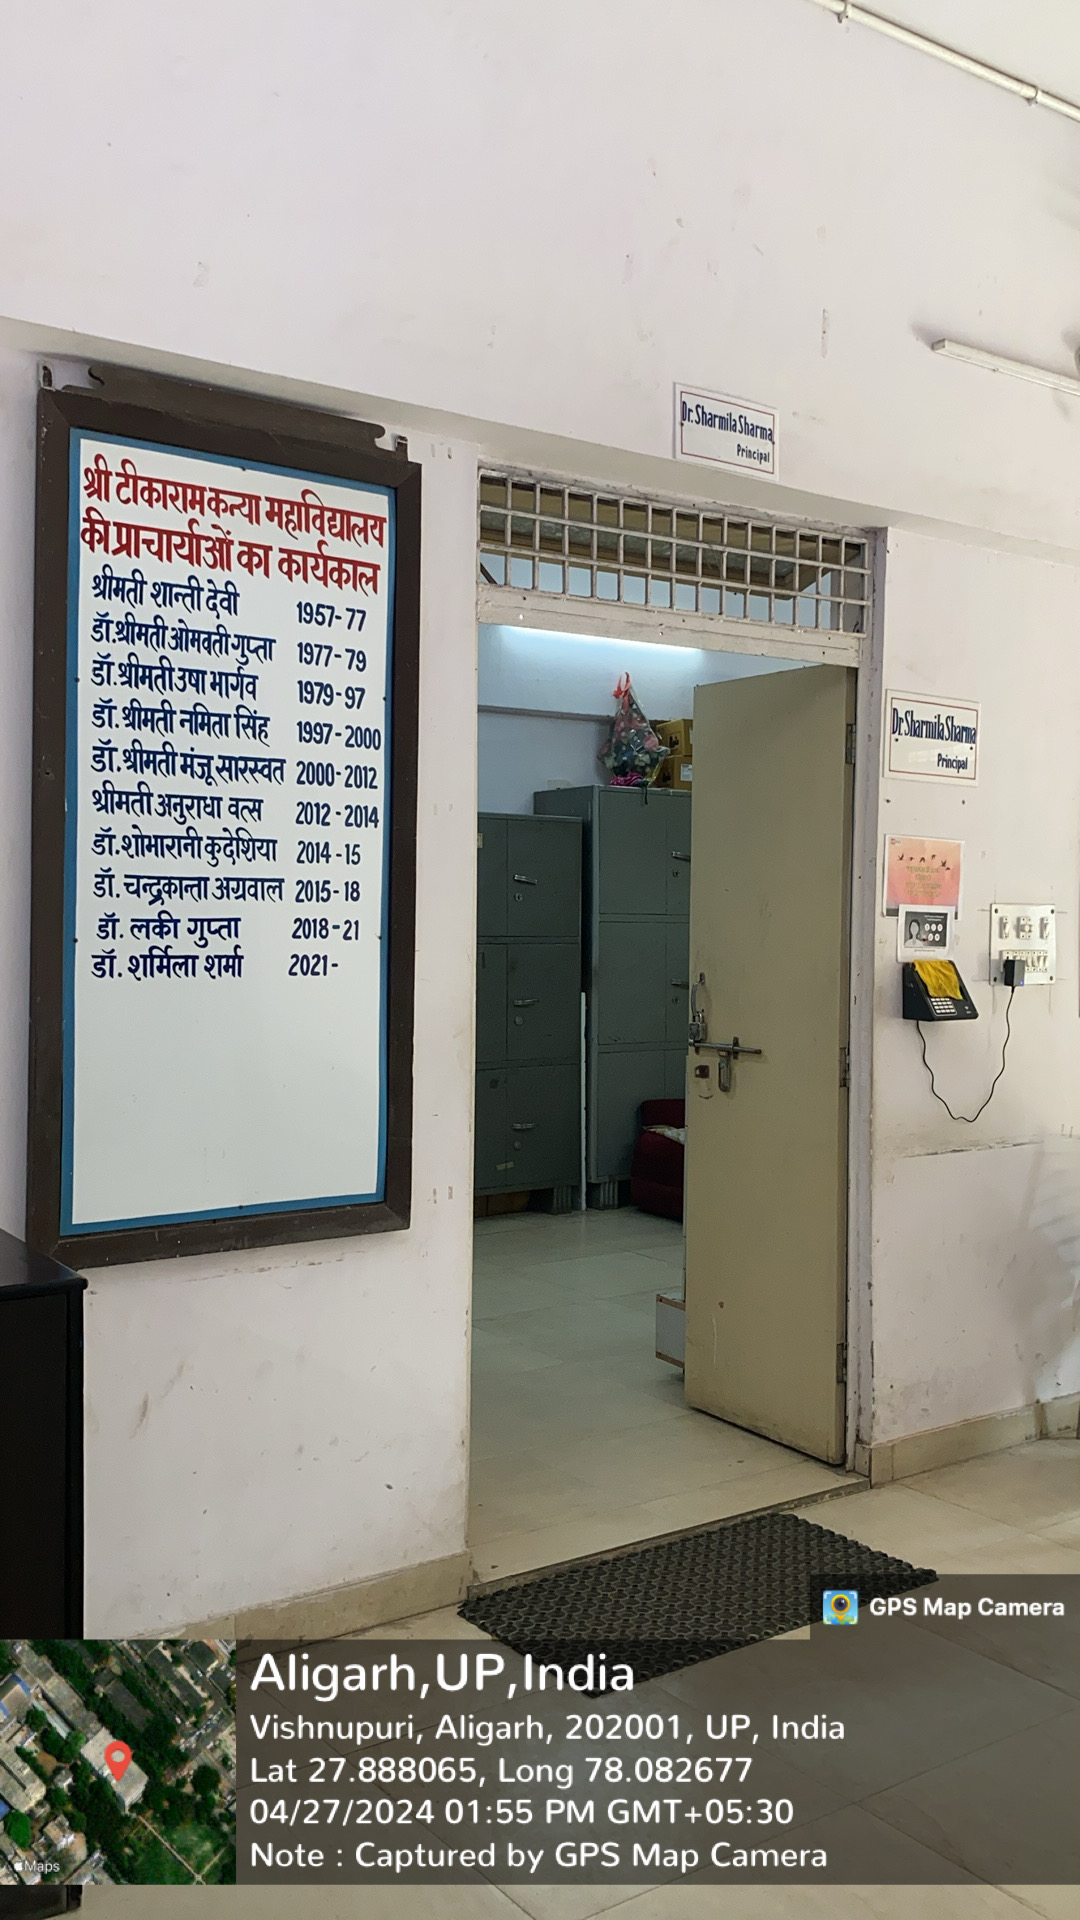 श्री टीकाराम कन्या महाविद्यालय
की प्राचार्याओं का कार्यकाल
श्रीमती शान्ती देवी 1957-77
डॉ.श्रीमती ओमवती गुप्ता 1977-79
डॉ.श्रीमती उषा भार्गव 1979-97
डॉ. श्रीमती नमिता सिंह 1997-2000
डॉ.श्रीमती मंजू सारस्वत 2000-2012
श्रीमती अनुराधा वत्स 2012-2014
डॉ.शोभारानी कुदेशिया 2014-15
डॉ. चन्द्रकान्ता अग्रवाल 2015-18
डॉ. लकी गुप्ता 2018-21
डॉ. शर्मिला शर्मा 2021-
Dr. Sharmila Sharma
Principal
Dr. Sharmila Sharma
Principal
GPS Map Camera
Aligarh,UP,India
Vishnupuri, Aligarh, 202001, UP, India
Lat 27.888065, Long 78.082677
04/27/2024 01:55 PM GMT+05:30
Note : Captured by GPS Map Camera
Maps